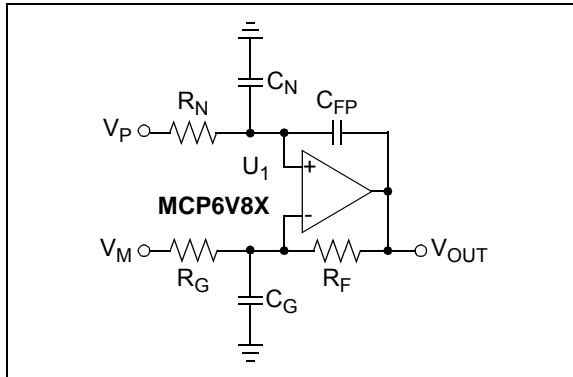 C_N
R_N
C_FP
V_P
U_1
+
MCP6V8X
-
V_M
V_OUT
R_G
R_F
C_G